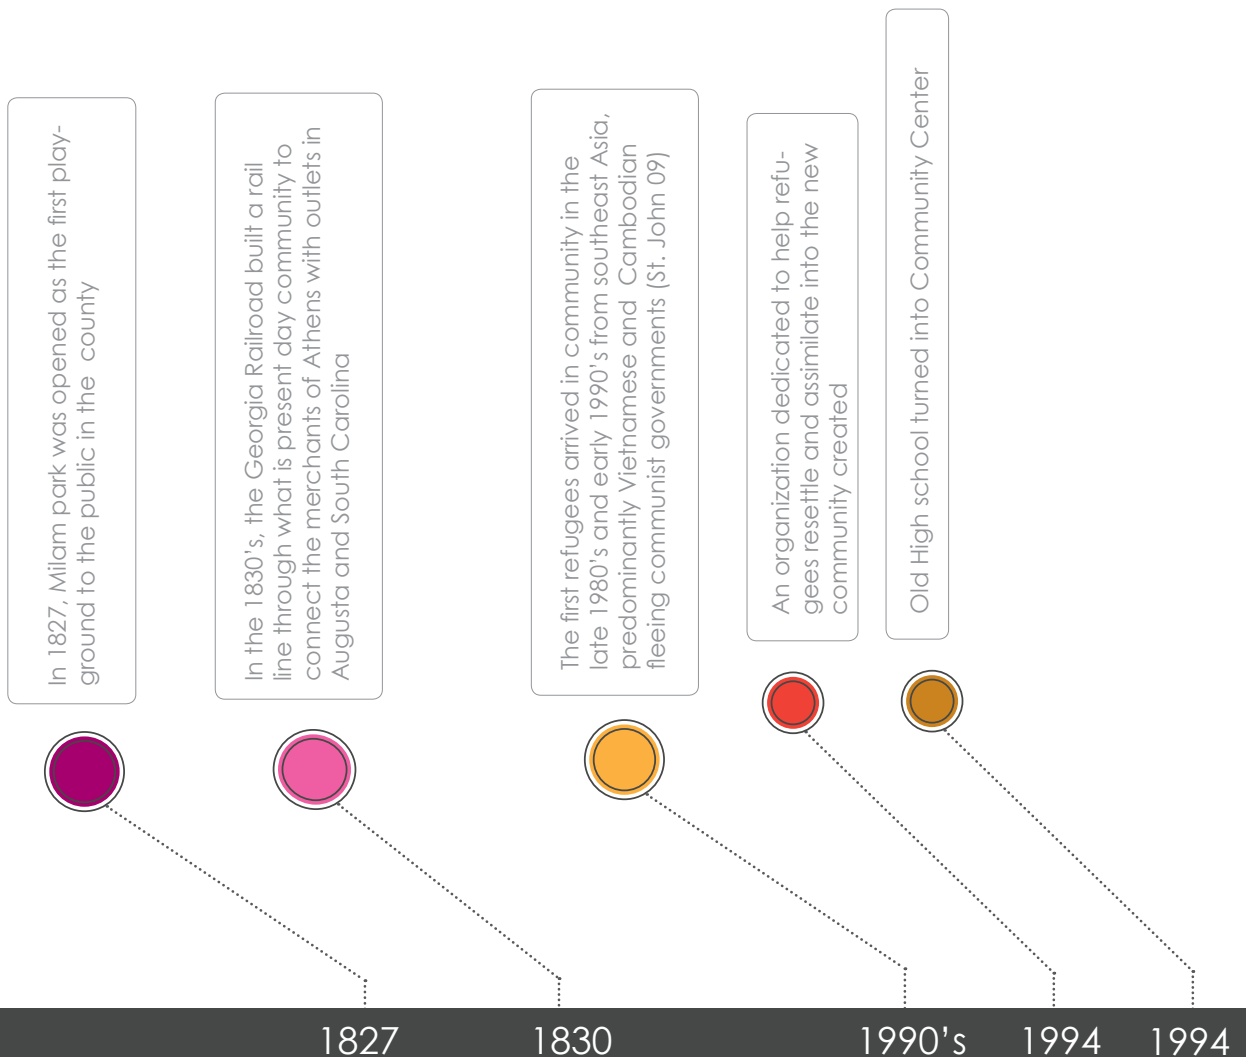 In 1827, Milam park was opened as the first play-
ground to the public in the county
In the 1830's, the Georgia Railroad built a rail
line through what is present day community to
connect the merchants of Athens with outlets in
Augusta and South Carolina
The first refugees arrived in community in the
late 1980's and early 1990's from southeast Asia,
predominantly Vietnamese and Cambodian
fleeing communist governments (St. John 09)
An organization dedicated to help refu-
gees resettle and assimilate into the new
community created
Old High school turned into Community Center
1827
1830
1990's
1994
1994